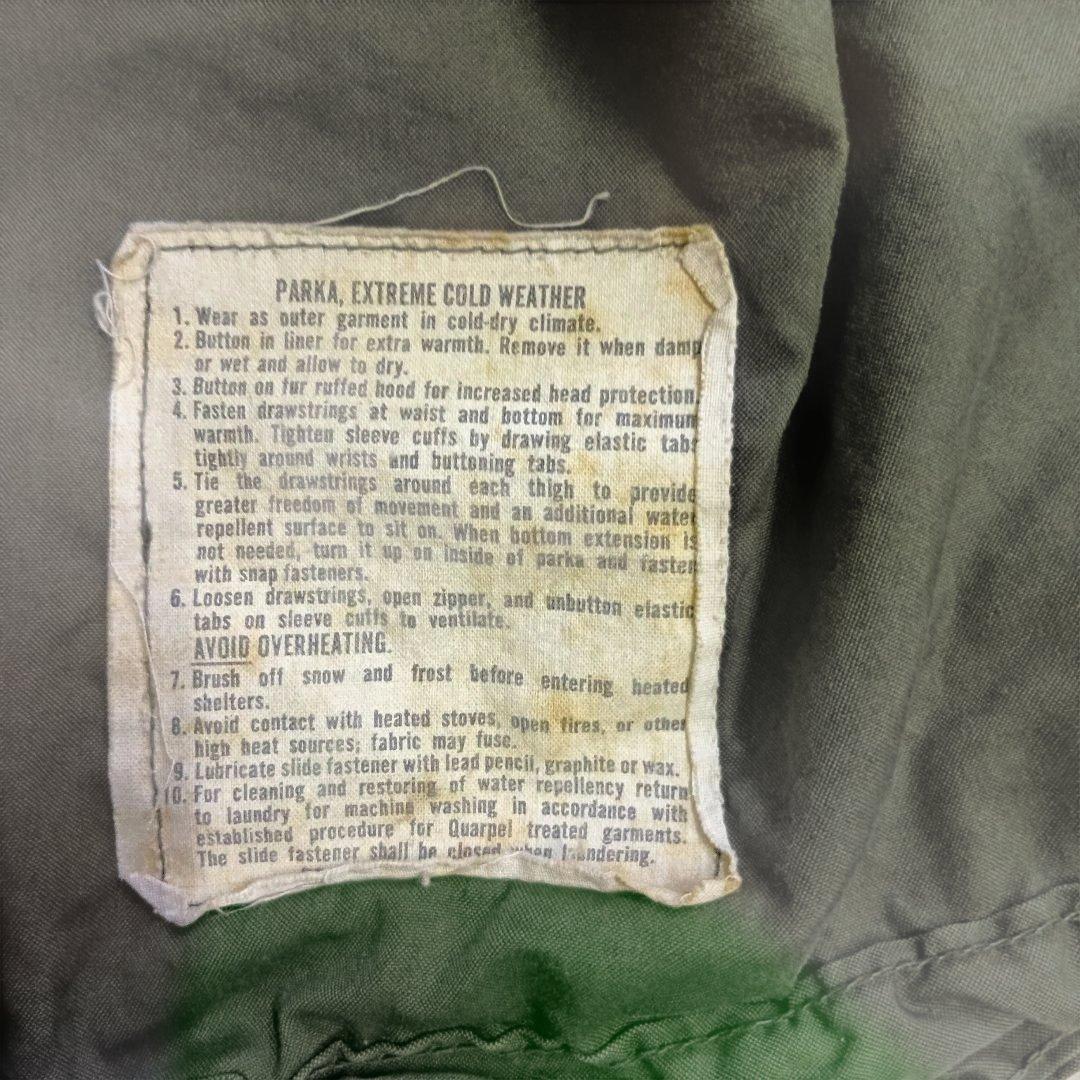 PARKA, EXTREME COLD WEATHER
1. Wear as outer garment in cold-dry climate.
2. Button in liner for extra warmth. Remove it when damp
or wet and allow to dry.
3. Button on fur ruffed hood for increased head protection.
4. Fasten drawstrings at waist and bottom for maximum
warmth. Tighten sleeve cuffs by drawing elastic tabs
tightly around wrists and buttoning tabs.
5. Tie the drawstrings around each thigh to provide
greater freedom of movement and an additional water
repellent surface to sit on. When bottom extension is
not needed, turn it up on inside of parka and fasten
with snap fasteners.
6. Loosen drawstrings, open zipper, and unbutton elastic
tabs on sleeve cuffs to ventilate.
AVOID OVERHEATING.
7. Brush off snow and frost before entering heated
shelters.
8. Avoid contact with heated stoves, open fires, or other
high heat sources; fabric may fuse.
9. Lubricate slide fastener with lead pencil, graphite or wax.
10. For cleaning and restoring of water repellency return
to laundry for machine washing in accordance with
established procedure for Quarpel treated garments.
The slide fastener shall be closed when laundering.